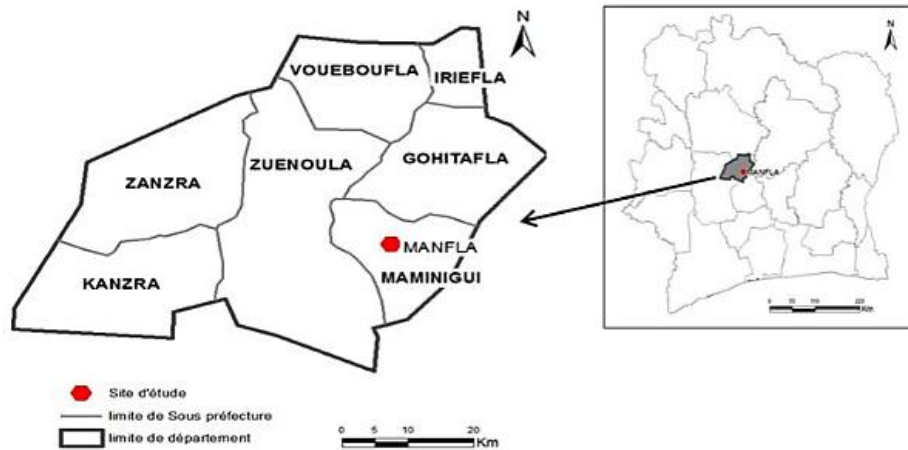 N
VOUEBOUFLA
IRIEFLA
GOHITAFLA
ZUENOULA
ZANZRA
MANFLA
MAMINIGUI
KANZRA
Site d'étude
limite de Sous préfecture
limite de département
0 5 10 20
Km
N
MANFLA
Km